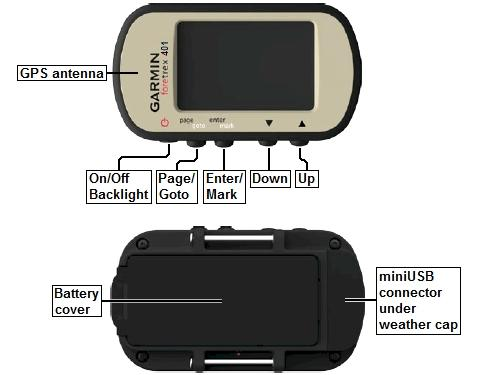 GPS antenna
GARMIN
foretrex 401
page
goto
enter
mark
On/Off
Backlight
Page/
Goto
Enter/
Mark
Down
Up
Battery
cover
miniUSB
connector
under
weather cap